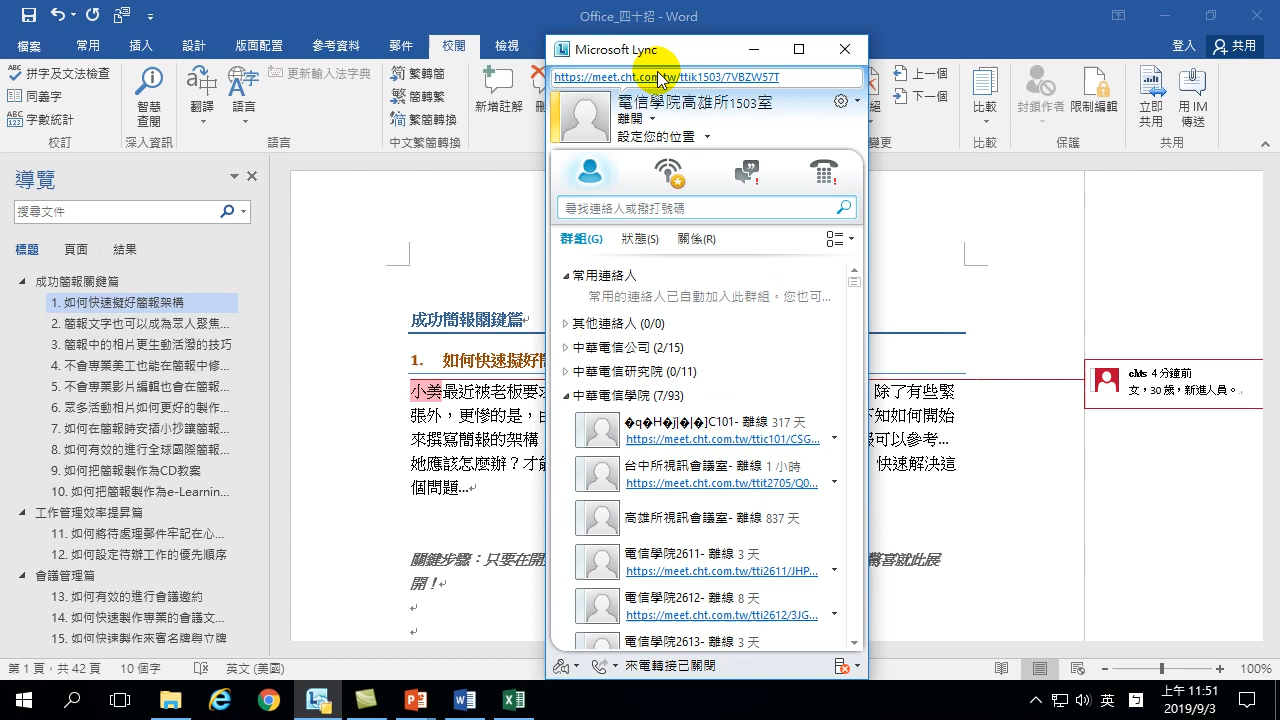 Office_四十招 - Word
檔案 常用 插入 設計 版面配置 參考資料 郵件 校閱 檢視
登入 共用
拼字及文法檢查
同義字
字數統計
校訂
智慧查閱
深入資訊
翻譯 語言
更新輸入法字典
語言
繁轉簡
簡轉繁
繁簡轉換
中文繁簡轉換
新增註解
上一個
下一個
變更
比較
比較
封鎖作者 限制編輯
保護
立即共用 用 IM 傳送
共用
導覽
搜尋文件
標題 頁面 結果
成功簡報關鍵篇
1. 如何快速擬好簡報架構
2. 簡報文字也可以成為眾人聚焦...
3. 簡報中的相片更生動活潑的技巧
4. 不會專業美工也能在簡報中修...
5. 不會專業影片編輯也會在簡報...
6. 眾多活動相片如何更好的製作...
7. 如何在簡報時安插小抄讓簡報...
8. 如何有效的進行全球國際簡報...
9. 如何把簡報製作為CD教案
10. 如何把簡報製作為e-Learnin...
工作管理效率提昇篇
11. 如何將待處理郵件牢記在心...
12. 如何設定待辦工作的優先順序
會議管理篇
13. 如何有效的進行會議邀約
14. 如何快速製作專業的會議文...
15. 如何快速製作來賓名牌與立牌
成功簡報關鍵篇
1. 如何快速擬好
小美最近被老板要求
除了有些緊
張外，更慘的是，
不知如何開始
來撰寫簡報的架構
可以參考...
她應該怎麼辦？才能
快速解決這
個問題...
關鍵步驟：只要在開
驚喜就此展
開！
chts 4 分鐘前
女，30 歲，新進人員。
Microsoft Lync
https://meet.cht.com.tw/ttik1503/7VBZW57T
電信學院高雄所1503室
離開
設定您的位置
尋找連絡人或撥打號碼
群組(G) 狀態(S) 關係(R)
常用連絡人
常用的連絡人已自動加入此群組。您也可...
其他連絡人 (0/0)
中華電信公司 (2/15)
中華電信研究院 (0/11)
中華電信學院 (7/93)
�q�H�j|�|�]C101- 離線 317 天
https://meet.cht.com.tw/ttic101/CSG...
台中所視訊會議室- 離線 1 小時
https://meet.cht.com.tw/ttit2705/Q0...
高雄所視訊會議室- 離線 837 天
電信學院2611- 離線 3 天
https://meet.cht.com.tw/tti2611/JHP...
電信學院2612- 離線 8 天
https://meet.cht.com.tw/tti2612/3JG...
電信學院2613- 離線 3 天
來電轉接已關閉
第 1 頁，共 42 頁 10 個字 英文 (美國)
100%
英
上午 11:51
2019/9/3